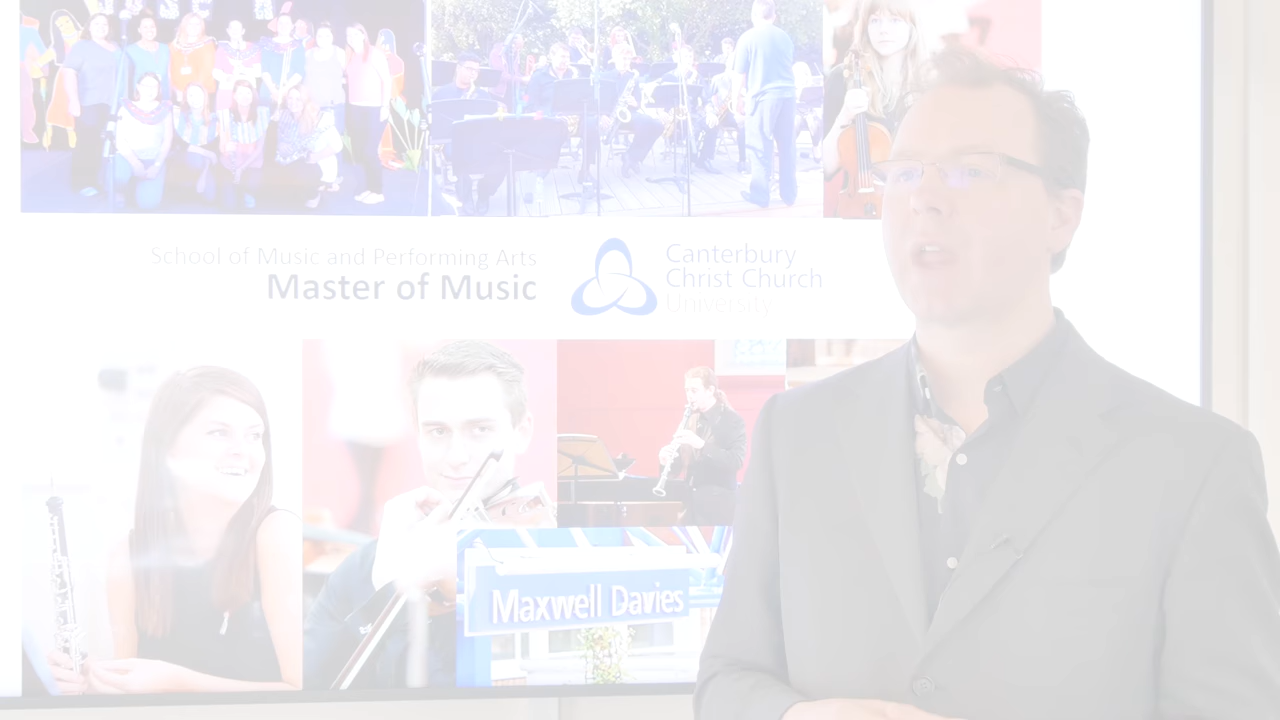 School of Music and Performing Arts
Master of Music
Canterbury
Christ Church
University
Maxwell Davies